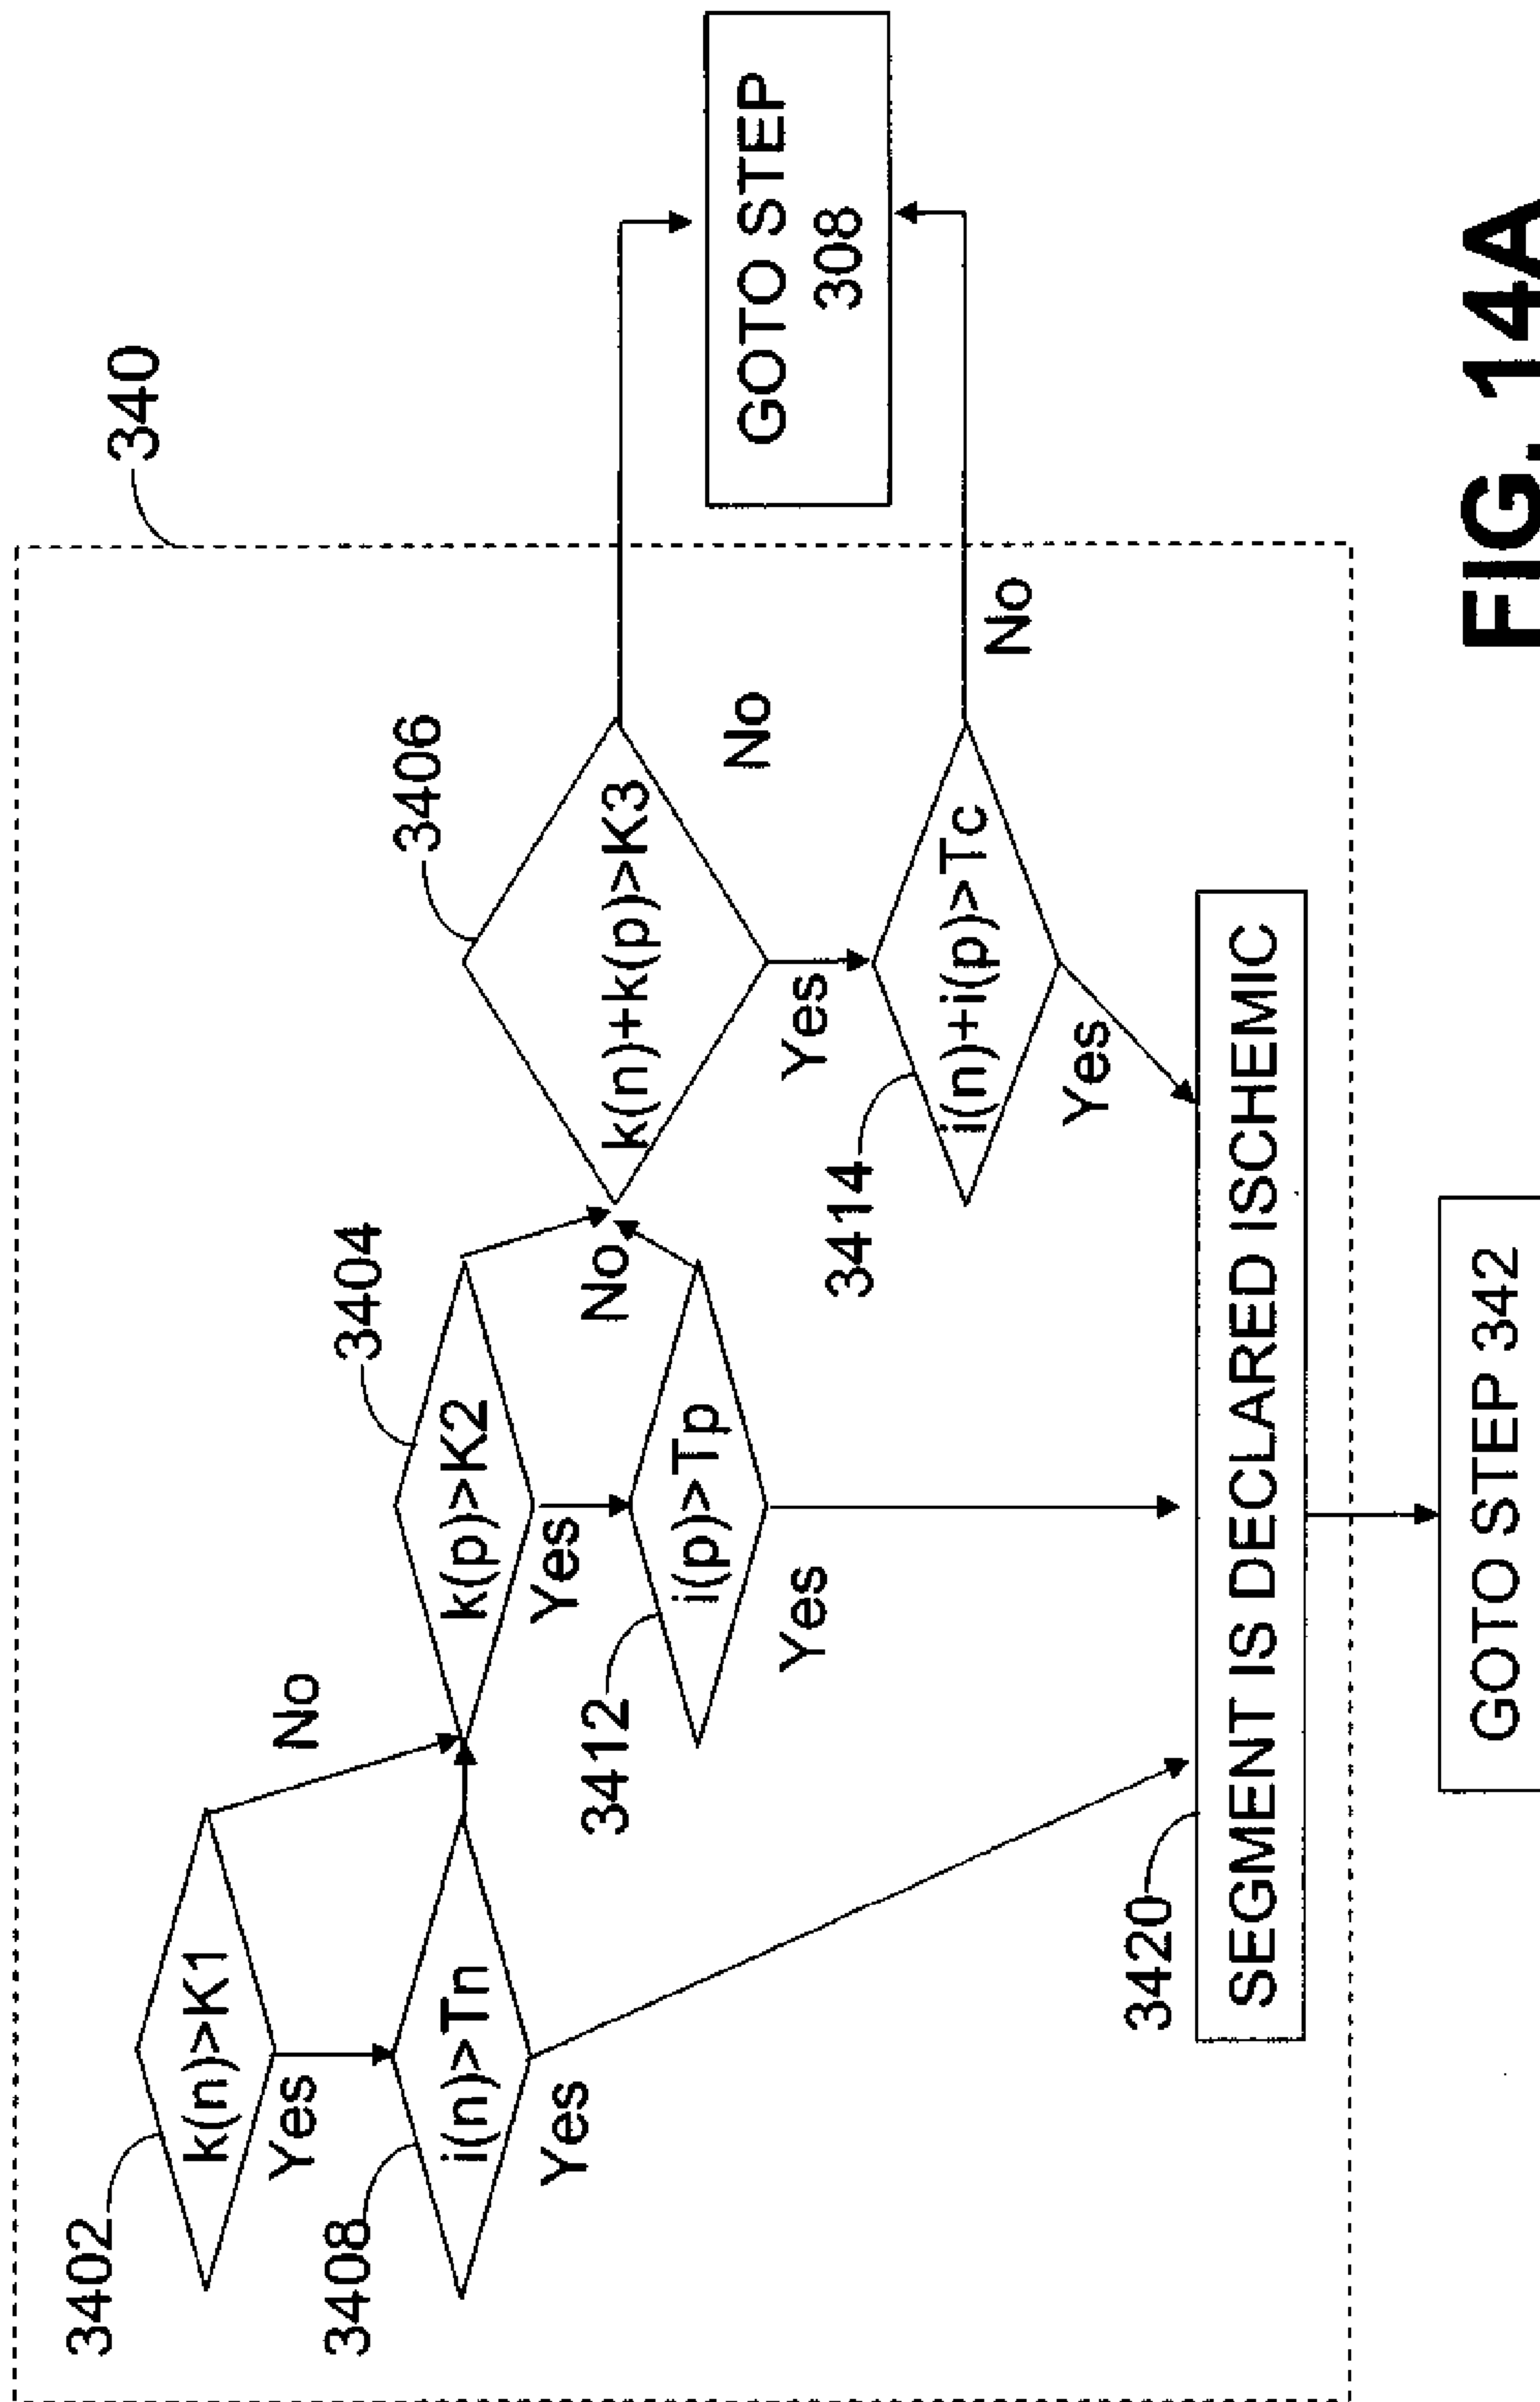 340
3402
k(n)>K1
No
Yes
3408
i(n)>Tn
Yes
3404
k(p)>K2
Yes
No
3412
i(p)>Tp
Yes
3406
k(n)+k(p)>K3
No
Yes
3414
i(n)+i(p)>Tc
No
Yes
GOTO STEP
308
3420
SEGMENT IS DECLARED ISCHEMIC
GOTO STEP 342
FIG. 14A